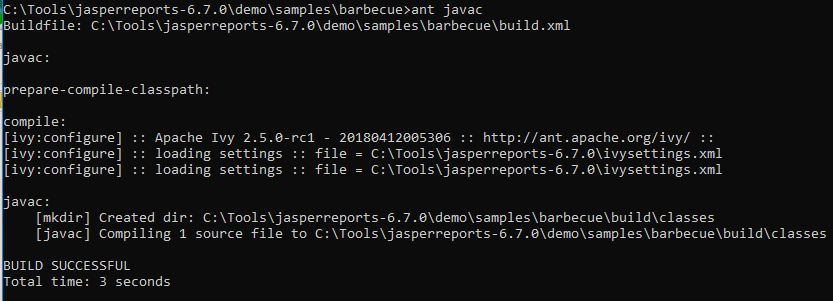 C:\Tools\jasperreports-6.7.0\demo\samples\barbecue>ant javac
Buildfile: C:\Tools\jasperreports-6.7.0\demo\samples\barbecue\build.xml
javac:
prepare-compile-classpath:
compile:
[ivy:configure] :: Apache Ivy 2.5.0-rc1 - 20180412005306 :: http://ant.apache.org/ivy/ ::
[ivy:configure] :: loading settings :: file = C:\Tools\jasperreports-6.7.0\ivysettings.xml
[ivy:configure] :: loading settings :: file = C:\Tools\jasperreports-6.7.0\ivysettings.xml
javac:
[mkdir] Created dir: C:\Tools\jasperreports-6.7.0\demo\samples\barbecue\build\classes
[javac] Compiling 1 source file to C:\Tools\jasperreports-6.7.0\demo\samples\barbecue\build\classes
BUILD SUCCESSFUL
Total time: 3 seconds